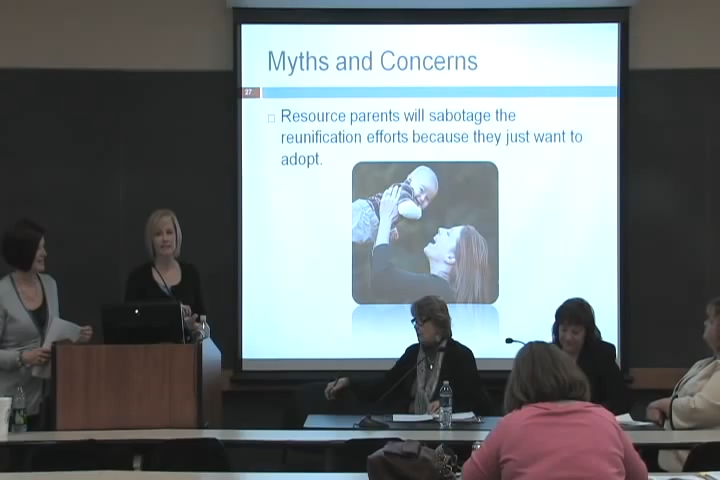 Myths and Concerns
27
Resource parents will sabotage the
reunification efforts because they just want to
adopt.